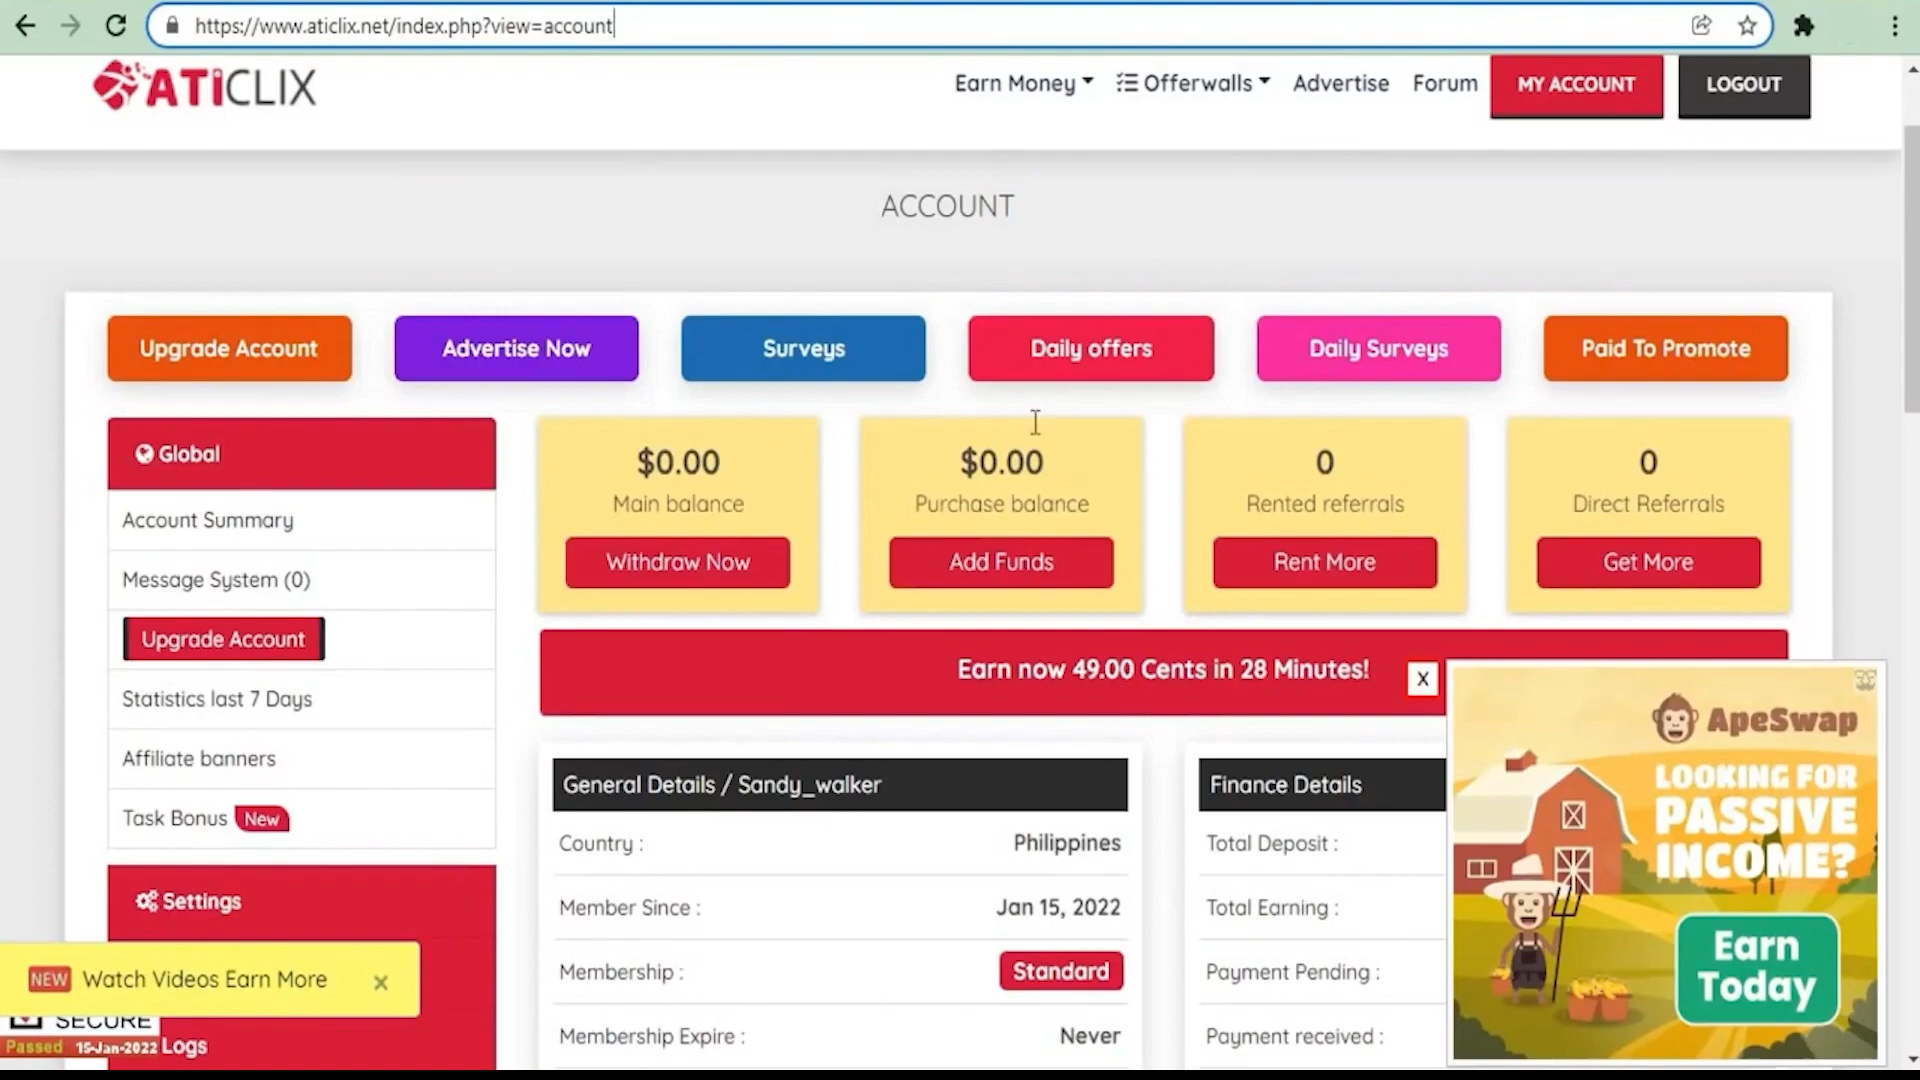 https://www.aticlix.net/index.php?view=account
ATiCLIX
Earn Money
Offerwalls
Advertise
Forum
MY ACCOUNT
LOGOUT
ACCOUNT
Upgrade Account
Advertise Now
Surveys
Daily offers
Daily Surveys
Paid To Promote
Global
Account Summary
Message System (0)
Upgrade Account
Statistics last 7 Days
Affiliate banners
Task Bonus New
Settings
$0.00
Main balance
Withdraw Now
$0.00
Purchase balance
Add Funds
0
Rented referrals
Rent More
0
Direct Referrals
Get More
Earn now 49.00 Cents in 28 Minutes!
X
General Details / Sandy_walker
Country : Philippines
Member Since : Jan 15, 2022
Membership : Standard
Membership Expire : Never
Finance Details
Total Deposit :
Total Earning :
Payment Pending :
Payment received :
ApeSwap
LOOKING FOR
PASSIVE
INCOME?
Earn
Today
NEW Watch Videos Earn More ×
SECURE
Passed 15-Jan-2022
Logs